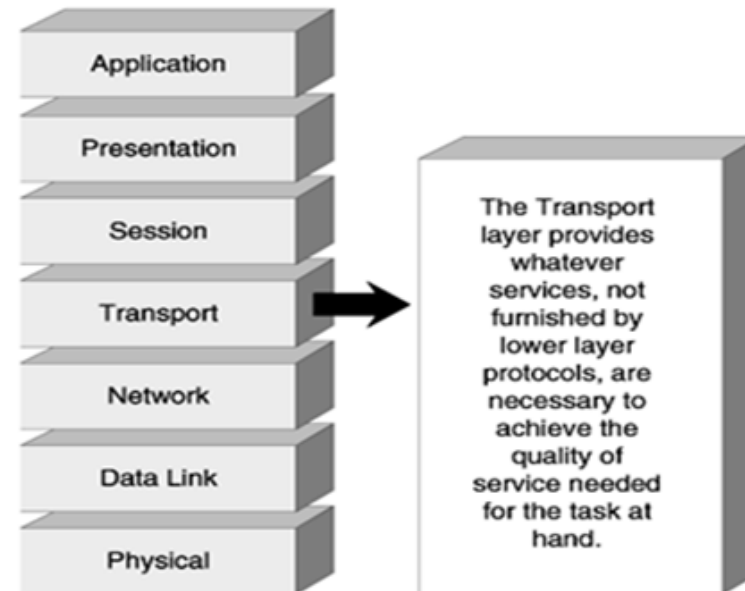 Application
Presentation
Session
Transport
Network
Data Link
Physical
The Transport
layer provides
whatever
services, not
furnished by
lower layer
protocols, are
necessary to
achieve the
quality of
service needed
for the task at
hand.